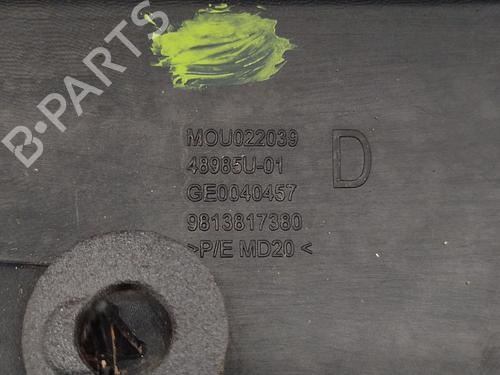 B-PARTS
MOU022039
48985U-01
D
GE0040457
9813817380
>P/E MD20<